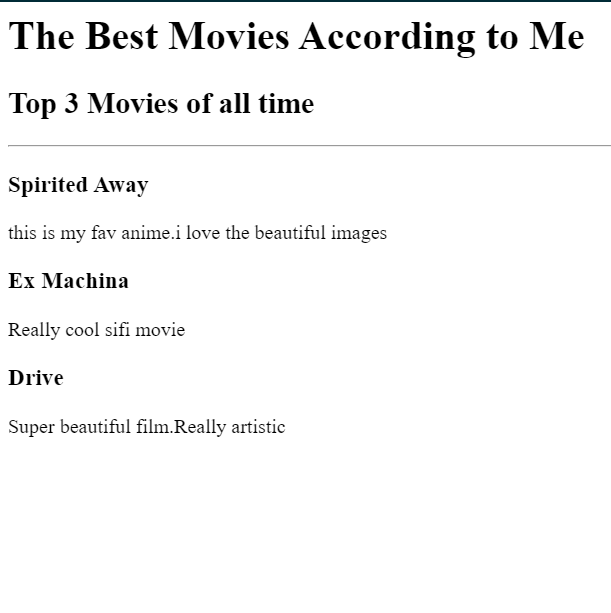 The Best Movies According to Me
Top 3 Movies of all time
Spirited Away
this is my fav anime.i love the beautiful images
Ex Machina
Really cool sifi movie
Drive
Super beautiful film.Really artistic